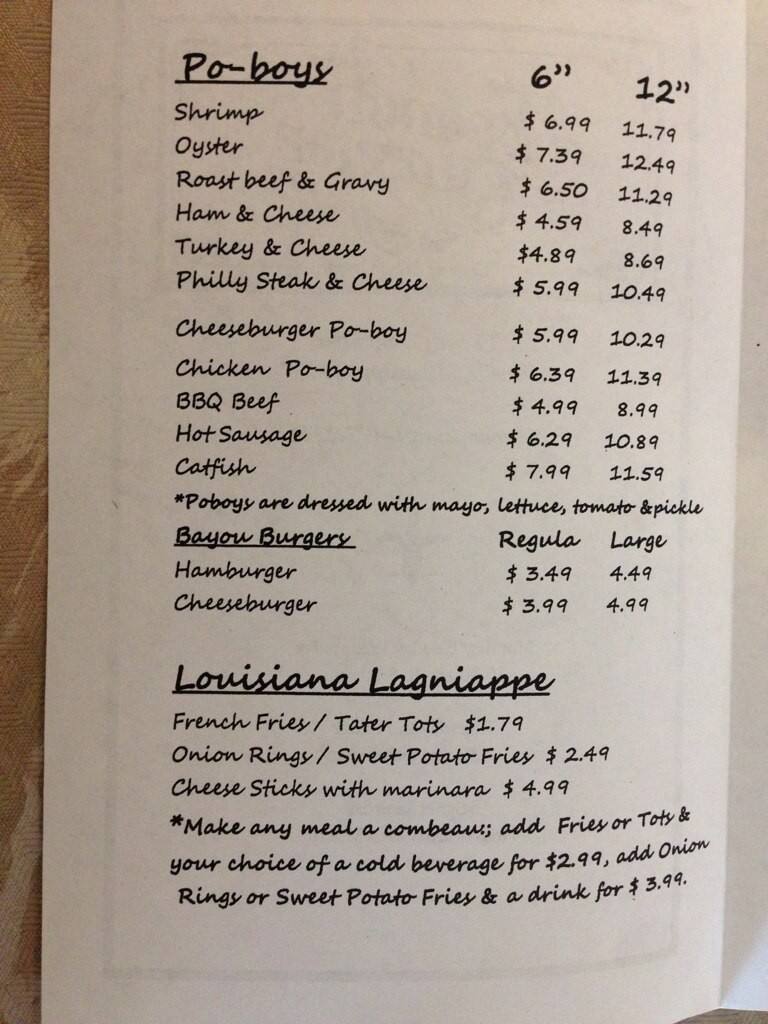 Po-boys 6” 12”
Shrimp $ 6.99 11.79
Oyster $ 7.39 12.49
Roast beef & Gravy $ 6.50 11.29
Ham & Cheese $ 4.59 8.49
Turkey & Cheese $4.89 8.69
Philly Steak & Cheese $ 5.99 10.49
Cheeseburger Po-boy $ 5.99 10.29
Chicken Po-boy $ 6.39 11.39
BBQ Beef $ 4.99 8.99
Hot Sausage $ 6.29 10.89
Catfish $ 7.99 11.59
*Poboys are dressed with mayo, lettuce, tomato &pickle
Bayou Burgers Regula Large
Hamburger $ 3.49 4.49
Cheeseburger $ 3.99 4.99
Louisiana Lagniappe
French Fries / Tater Tots $1.79
Onion Rings / Sweet Potato Fries $ 2.49
Cheese Sticks with marinara $ 4.99
*Make any meal a combeau:; add Fries or Tots &
your choice of a cold beverage for $2.99, add Onion
Rings or Sweet Potato Fries & a drink for $ 3.99.